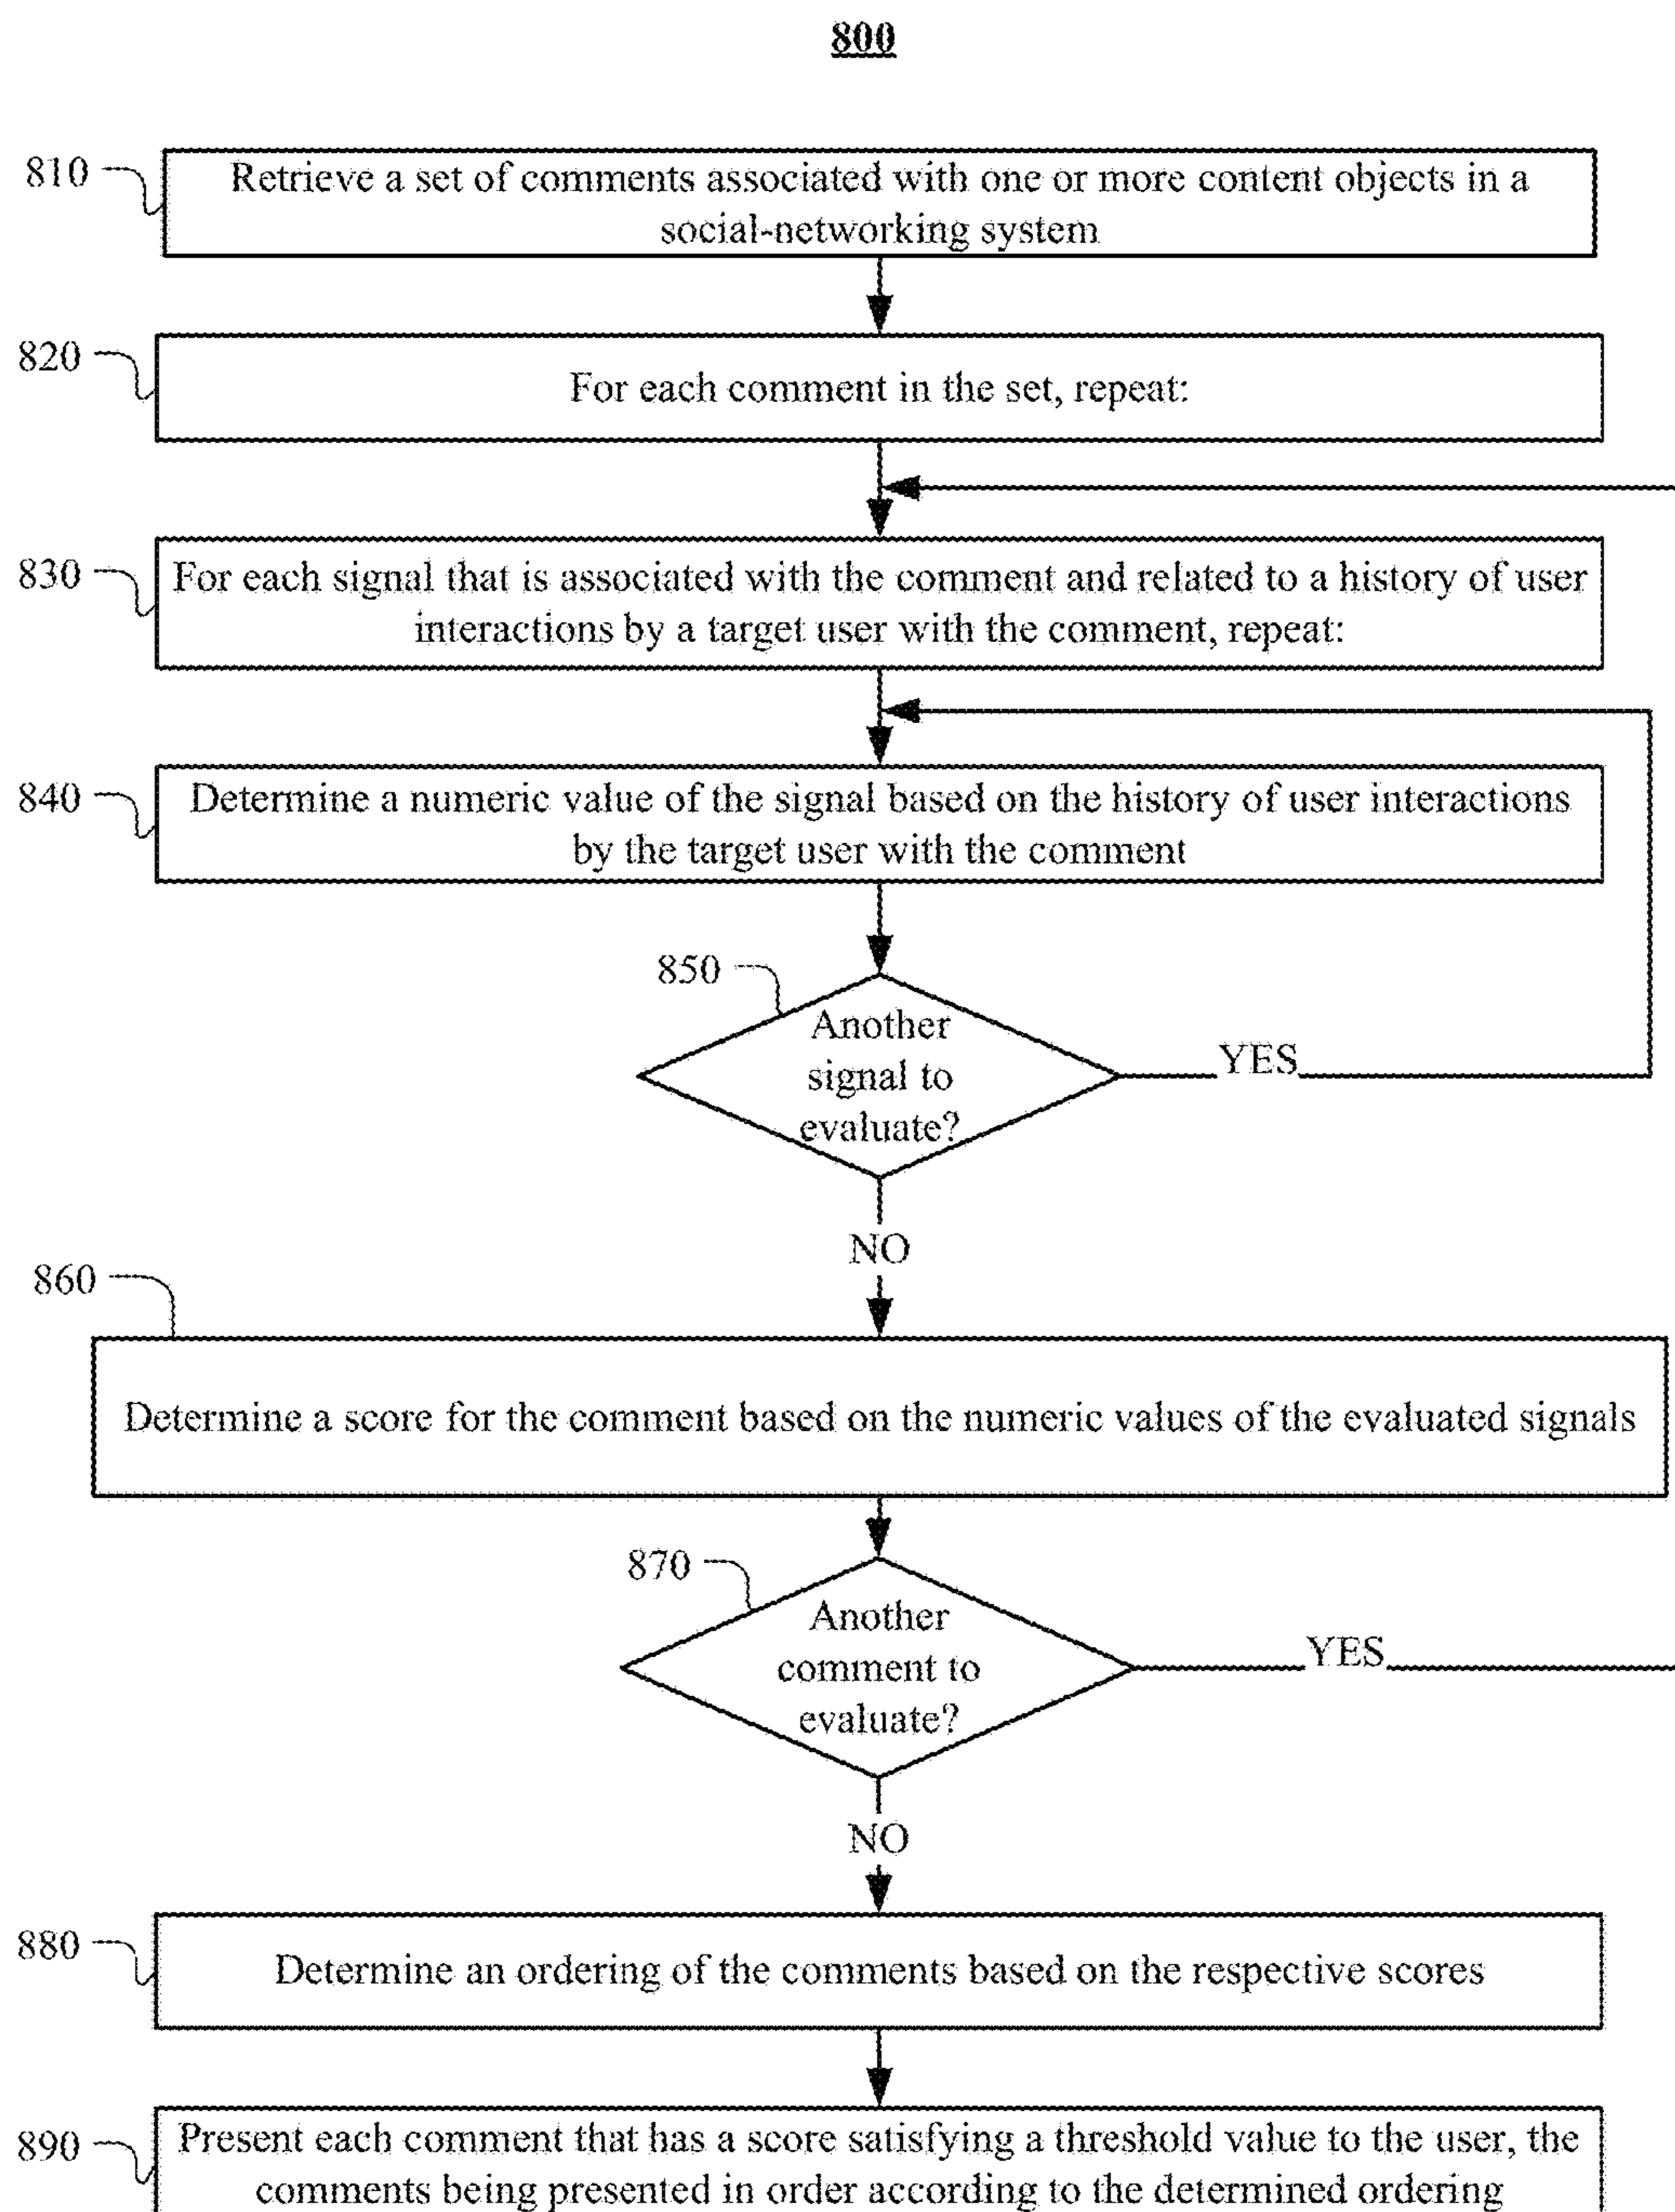 800
810
Retrieve a set of comments associated with one or more content objects in a
social-networking system
820
For each comment in the set, repeat:
830
For each signal that is associated with the comment and related to a history of user
interactions by a target user with the comment, repeat:
840
Determine a numeric value of the signal based on the history of user interactions
by the target user with the comment
850
Another
signal to
evaluate?
YES
NO
860
Determine a score for the comment based on the numeric values of the evaluated signals
870
Another
comment to
evaluate?
YES
NO
880
Determine an ordering of the comments based on the respective scores
890
Present each comment that has a score satisfying a threshold value to the user, the
comments being presented in order according to the determined ordering